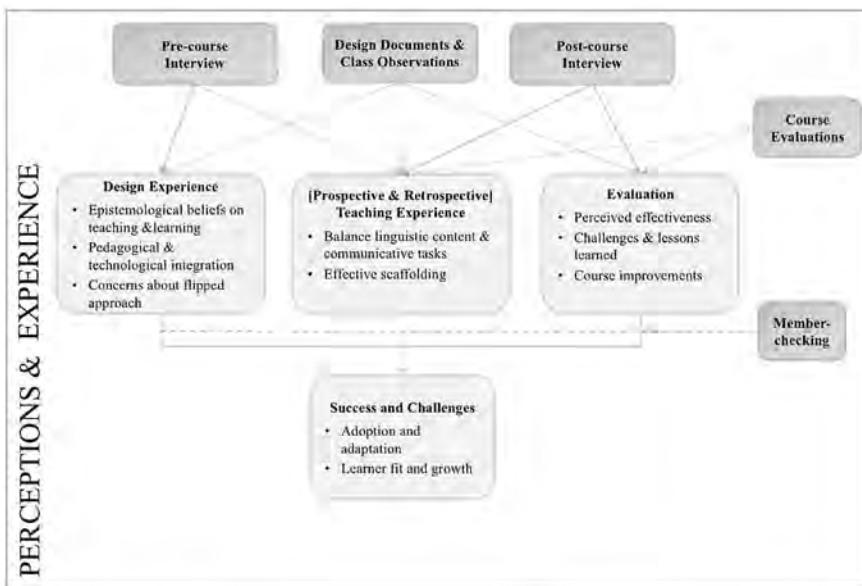 Pre-course
Interview
Design Documents &
Class Observations
Post-course
Interview
Course
Evaluations
PERCEPTIONS & EXPERIENCE
Design Experience
• Epistemological beliefs on
teaching &learning
• Pedagogical &
technological integration
• Concerns about flipped
approach
[Prospective & Retrospective]
Teaching Experience
• Balance linguistic content &
communicative tasks
• Effective scaffolding
Evaluation
• Perceived effectiveness
• Challenges & lessons
learned
• Course improvements
Member-
checking
Success and Challenges
• Adoption and
adaptation
• Learner fit and growth